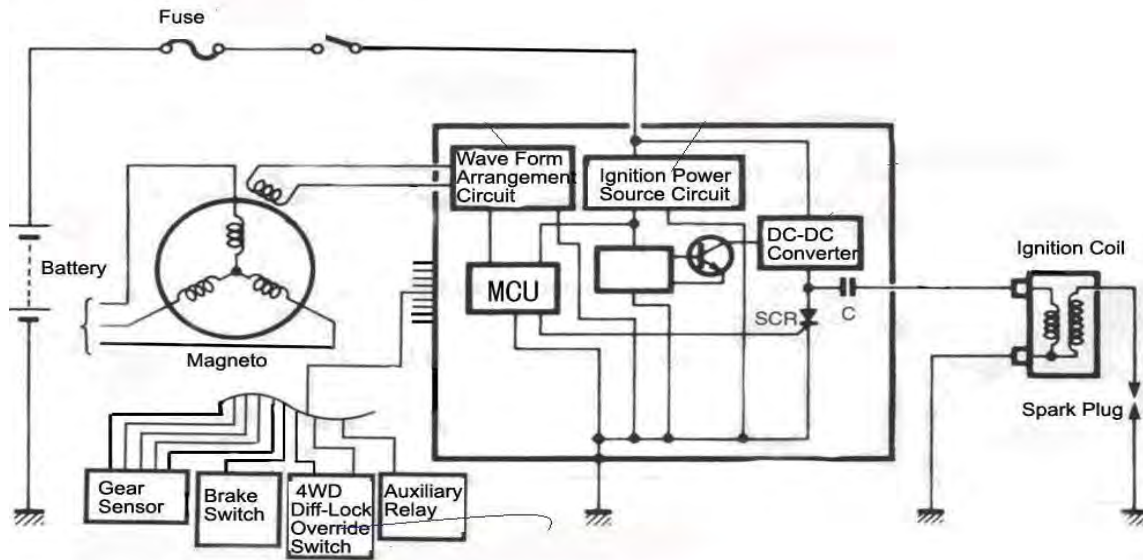 Fuse
Wave Form
Arrangement
Circuit
Ignition Power
Source Circuit
DC-DC
Converter
Ignition Coil
Battery
MCU
SCR
C
Magneto
Spark Plug
Gear
Sensor
Brake
Switch
4WD
Diff-Lock
Override
Switch
Auxiliary
Relay